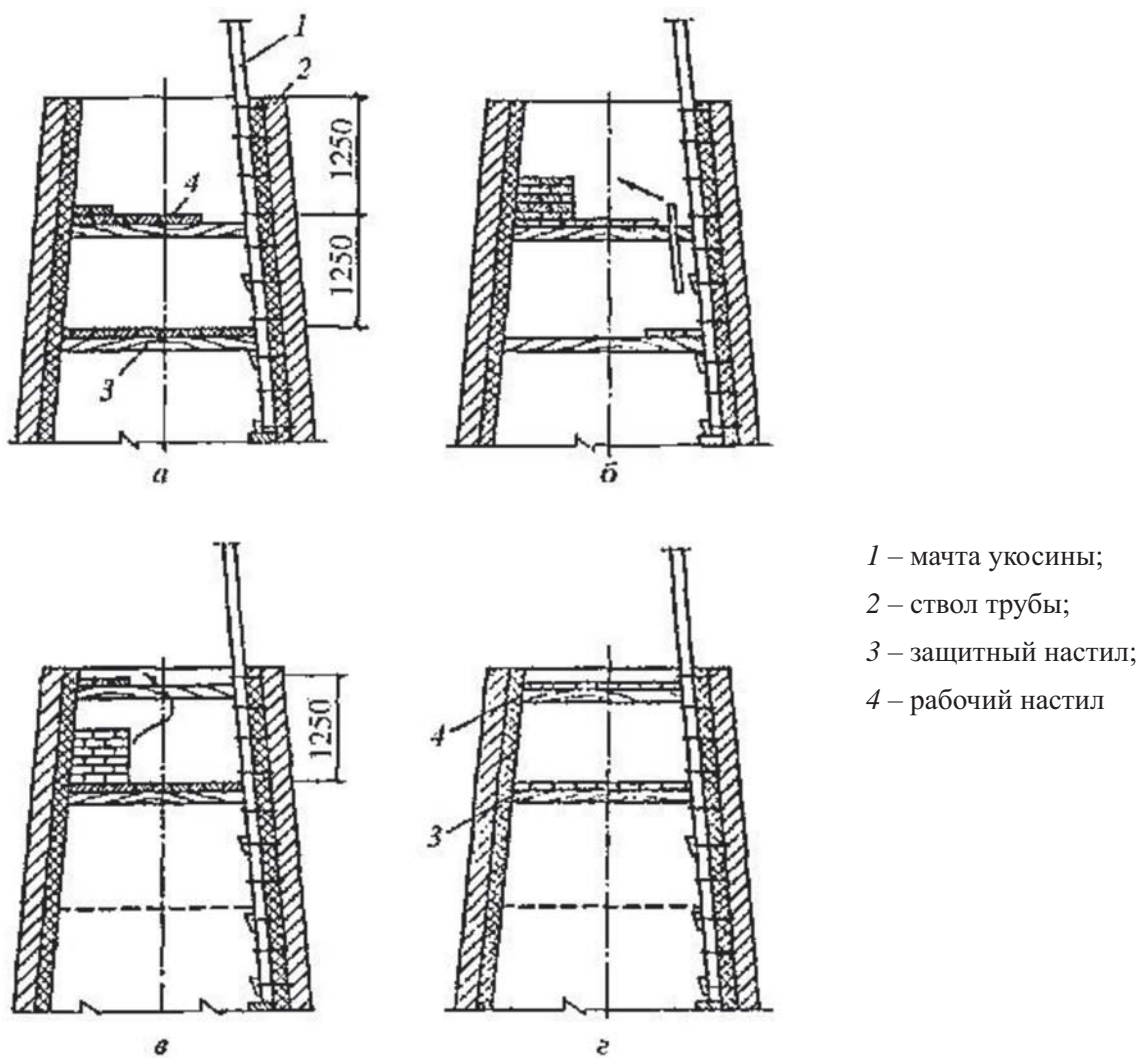 1
2
4
1250
1250
3
а
б
1 – мачта укосины;
2 – ствол трубы;
3 – защитный настил;
4 – рабочий настил
1250
4
3
в
г